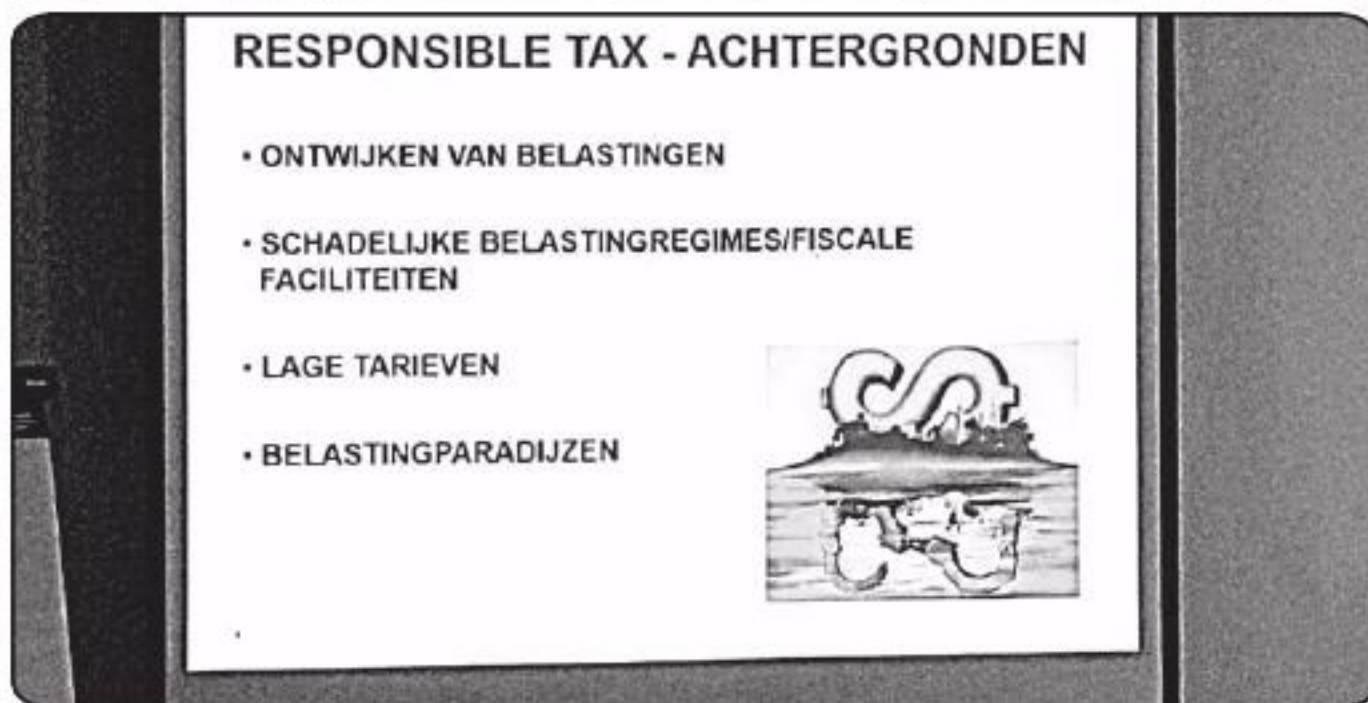 RESPONSIBLE TAX - ACHTERGRONDEN
• ONTWIJKEN VAN BELASTINGEN
• SCHADELIJKE BELASTINGREGIMES/FISCALE
FACILITEITEN
• LAGE TARIEVEN
• BELASTINGPARADIJZEN